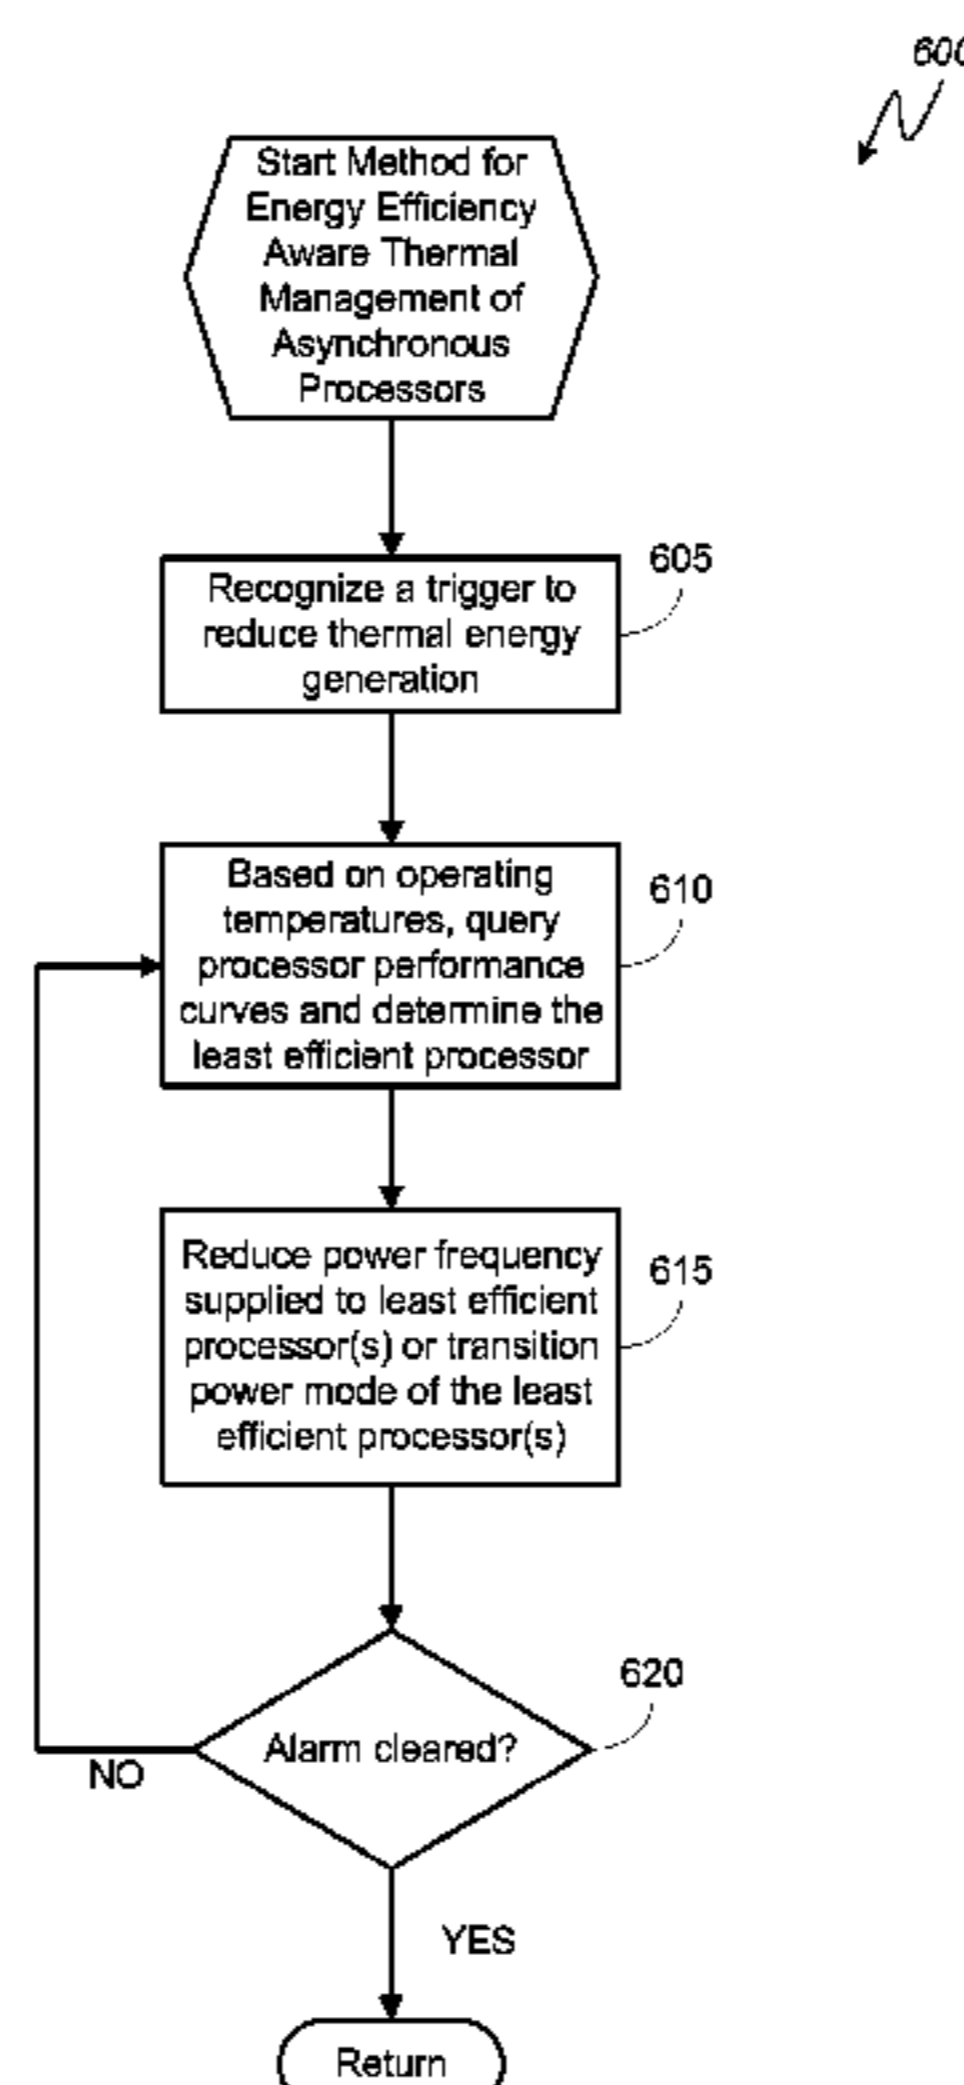 600
Start Method for
Energy Efficiency
Aware Thermal
Management of
Asynchronous
Processors
605
Recognize a trigger to
reduce thermal energy
generation
610
Based on operating
temperatures, query
processor performance
curves and determine the
least efficient processor
615
Reduce power frequency
supplied to least efficient
processor(s) or transition
power mode of the least
efficient processor(s)
620
Alarm cleared?
NO
YES
Return